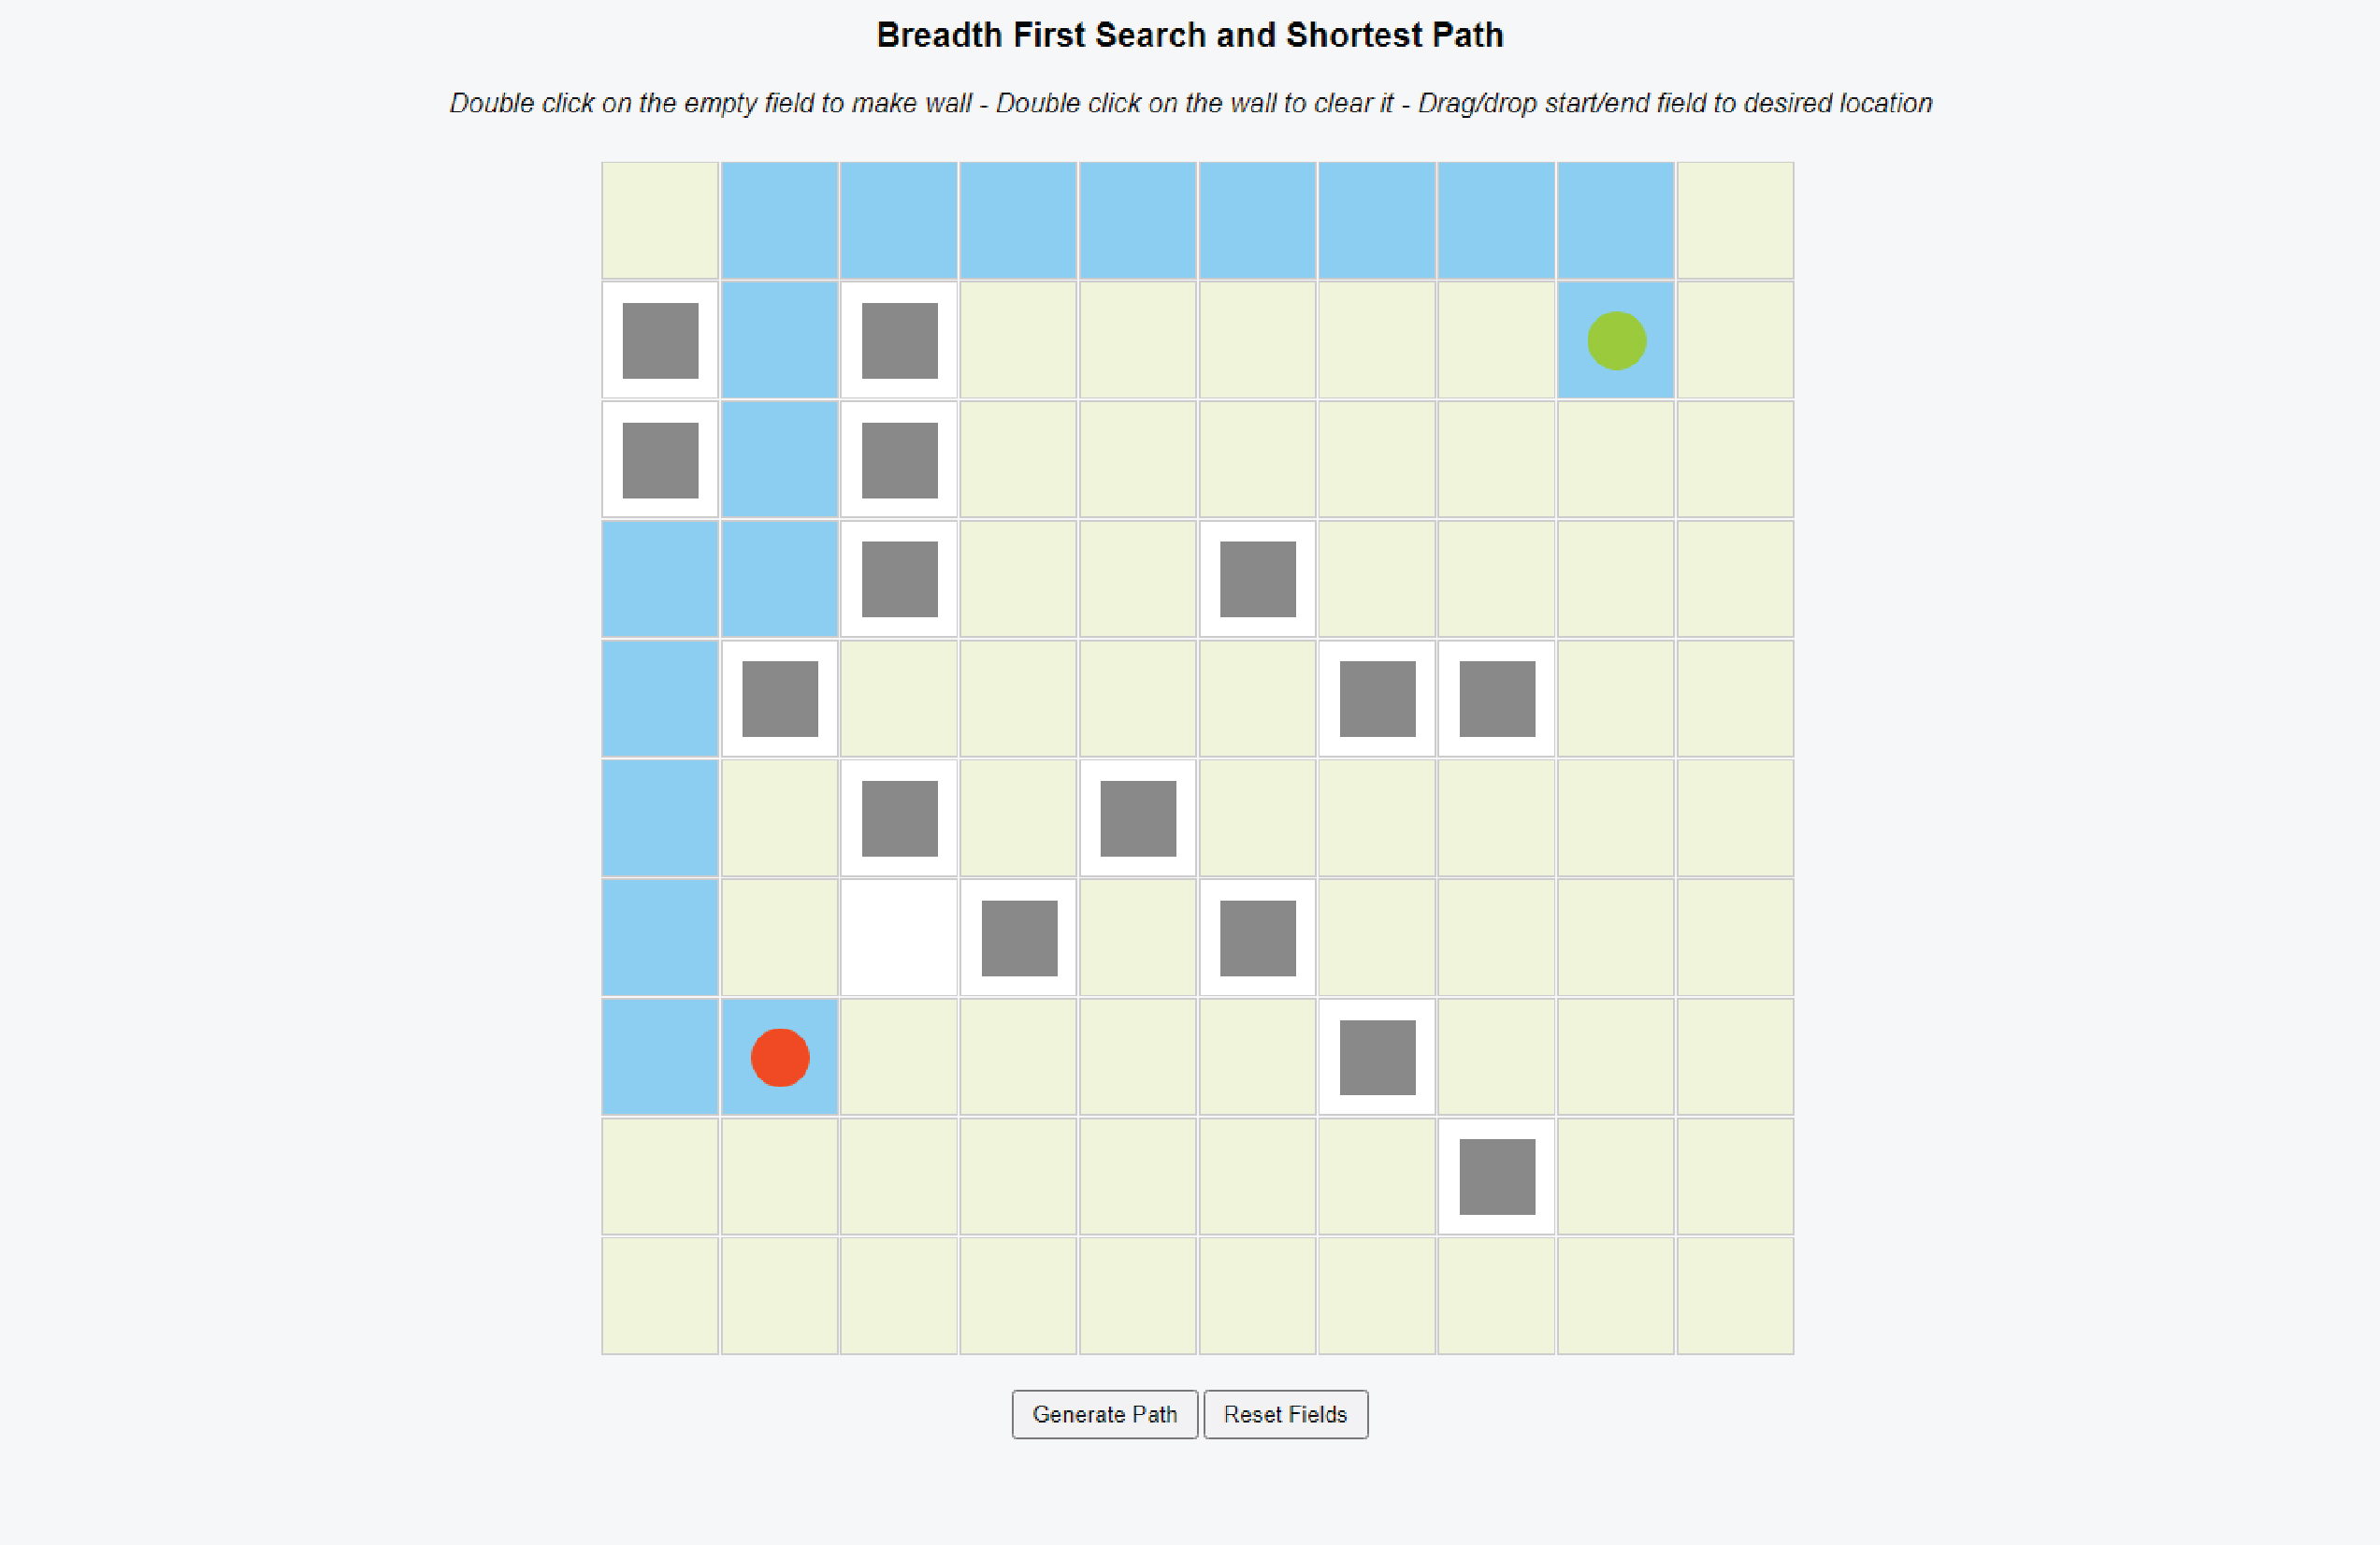 Breadth First Search and Shortest Path
Double click on the empty field to make wall - Double click on the wall to clear it - Drag/drop start/end field to desired location
Generate Path
Reset Fields